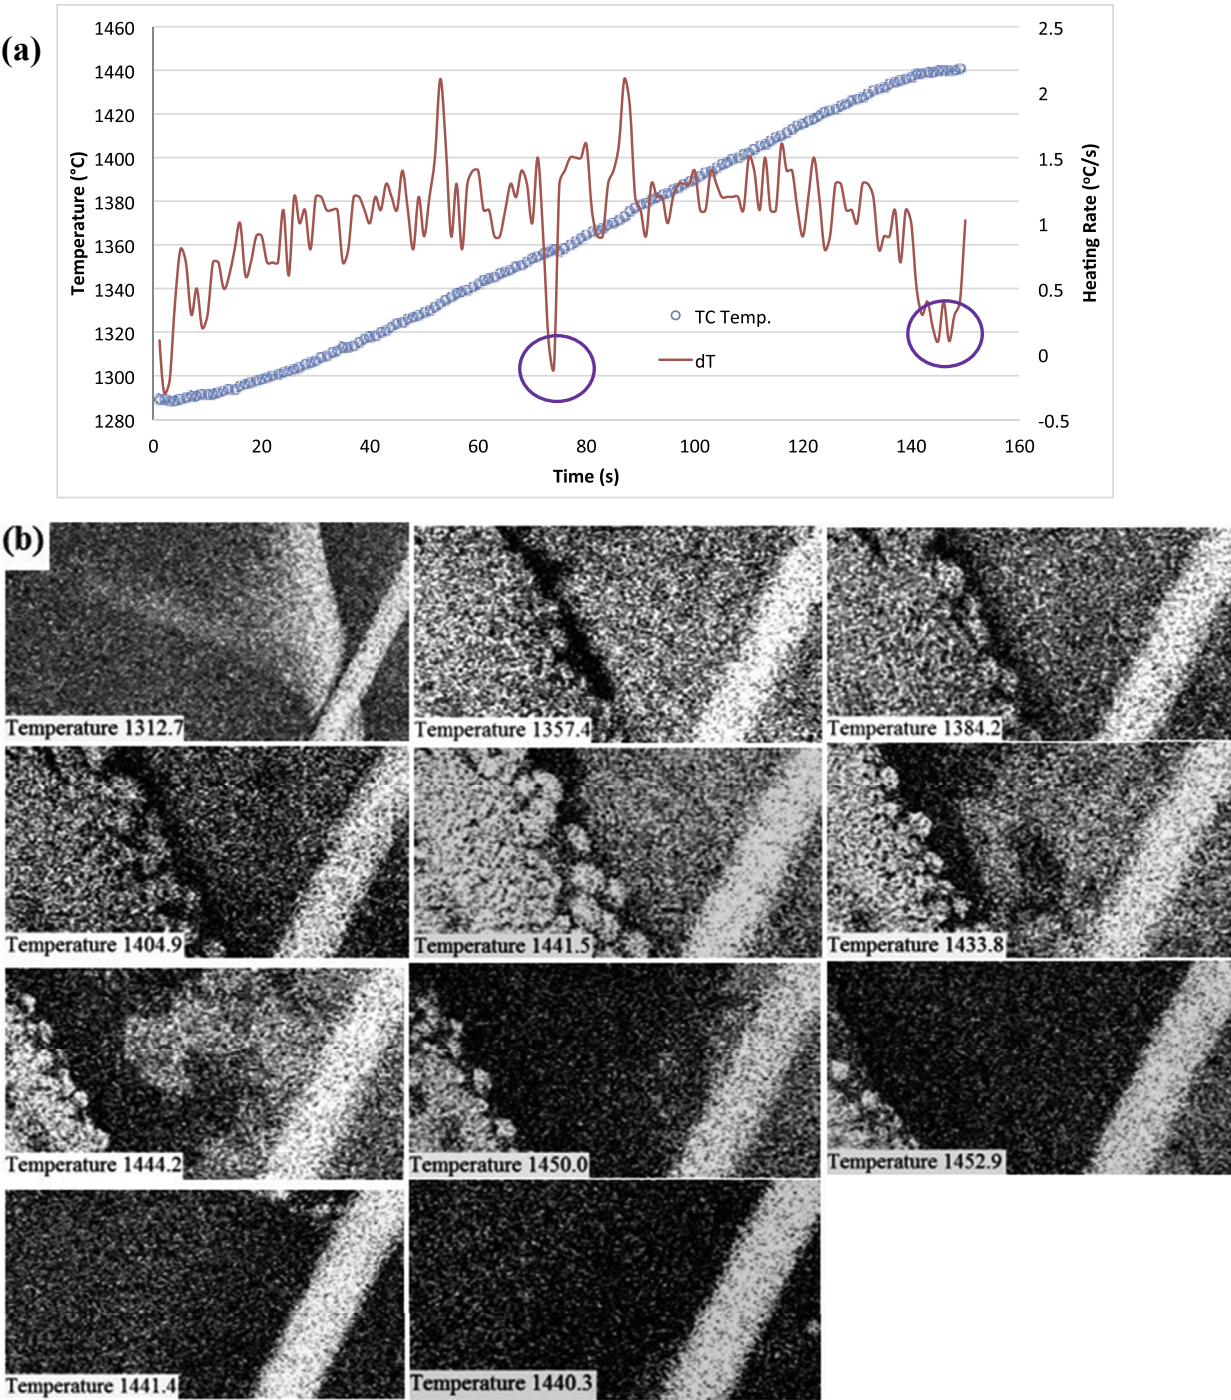 (a)
1460
1440
1420
1400
1380
1360
1340
1320
1300
1280
Temperature (°C)
2.5
2
1.5
1
0.5
0
-0.5
Heating Rate (°C/s)
TC Temp.
dT
0 20 40 60 80 100 120 140 160
Time (s)
(b)
Temperature 1312.7
Temperature 1357.4
Temperature 1384.2
Temperature 1404.9
Temperature 1441.5
Temperature 1433.8
Temperature 1444.2
Temperature 1450.0
Temperature 1452.9
Temperature 1441.4
Temperature 1440.3